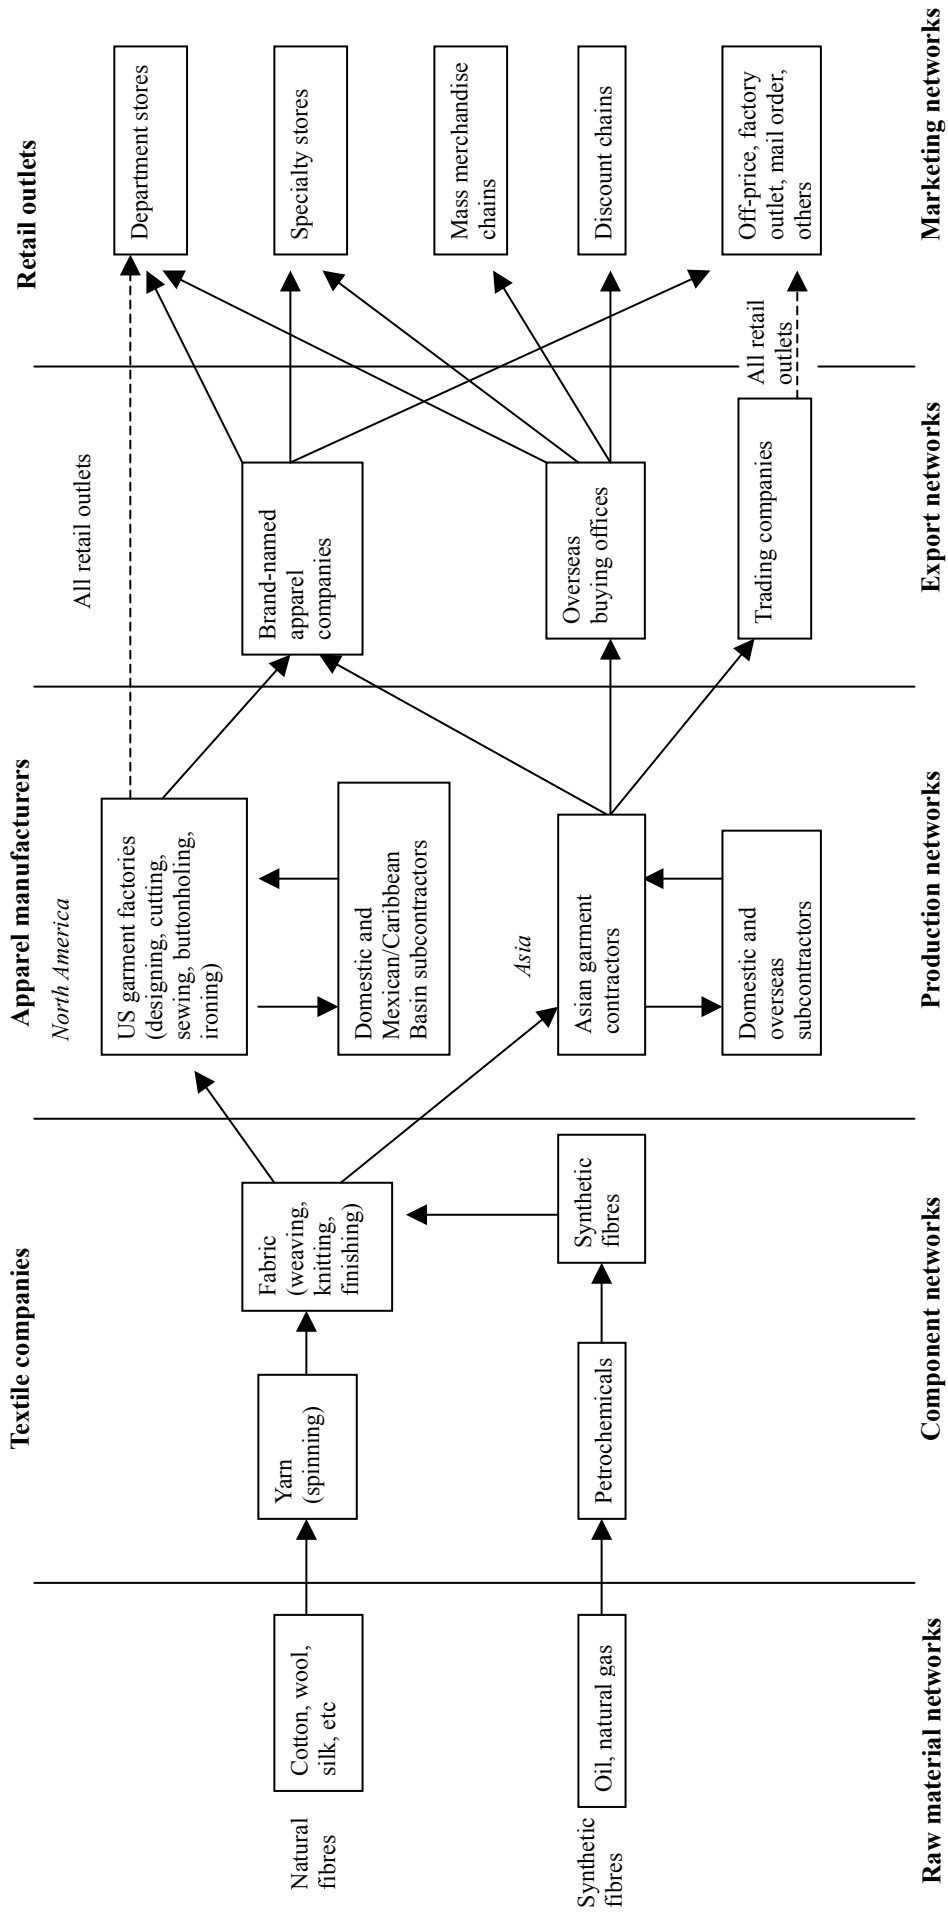 Textile companies
Apparel manufacturers
Retail outlets
North America
Asia
Natural
fibres
Cotton, wool,
silk, etc
Yarn
(spinning)
Fabric
(weaving,
knitting,
finishing)
Synthetic
fibres
Oil, natural gas
Petrochemicals
Synthetic
fibres
US garment factories
(designing, cutting,
sewing, buttonholing,
ironing)
Domestic and
Mexican/Caribbean
Basin subcontractors
Asian garment
contractors
Domestic and
overseas
subcontractors
All retail outlets
Brand-named
apparel
companies
Overseas
buying offices
Trading companies
All retail
outlets
Department stores
Specialty stores
Mass merchandise
chains
Discount chains
Off-price, factory
outlet, mail order,
others
Raw material networks
Component networks
Production networks
Export networks
Marketing networks